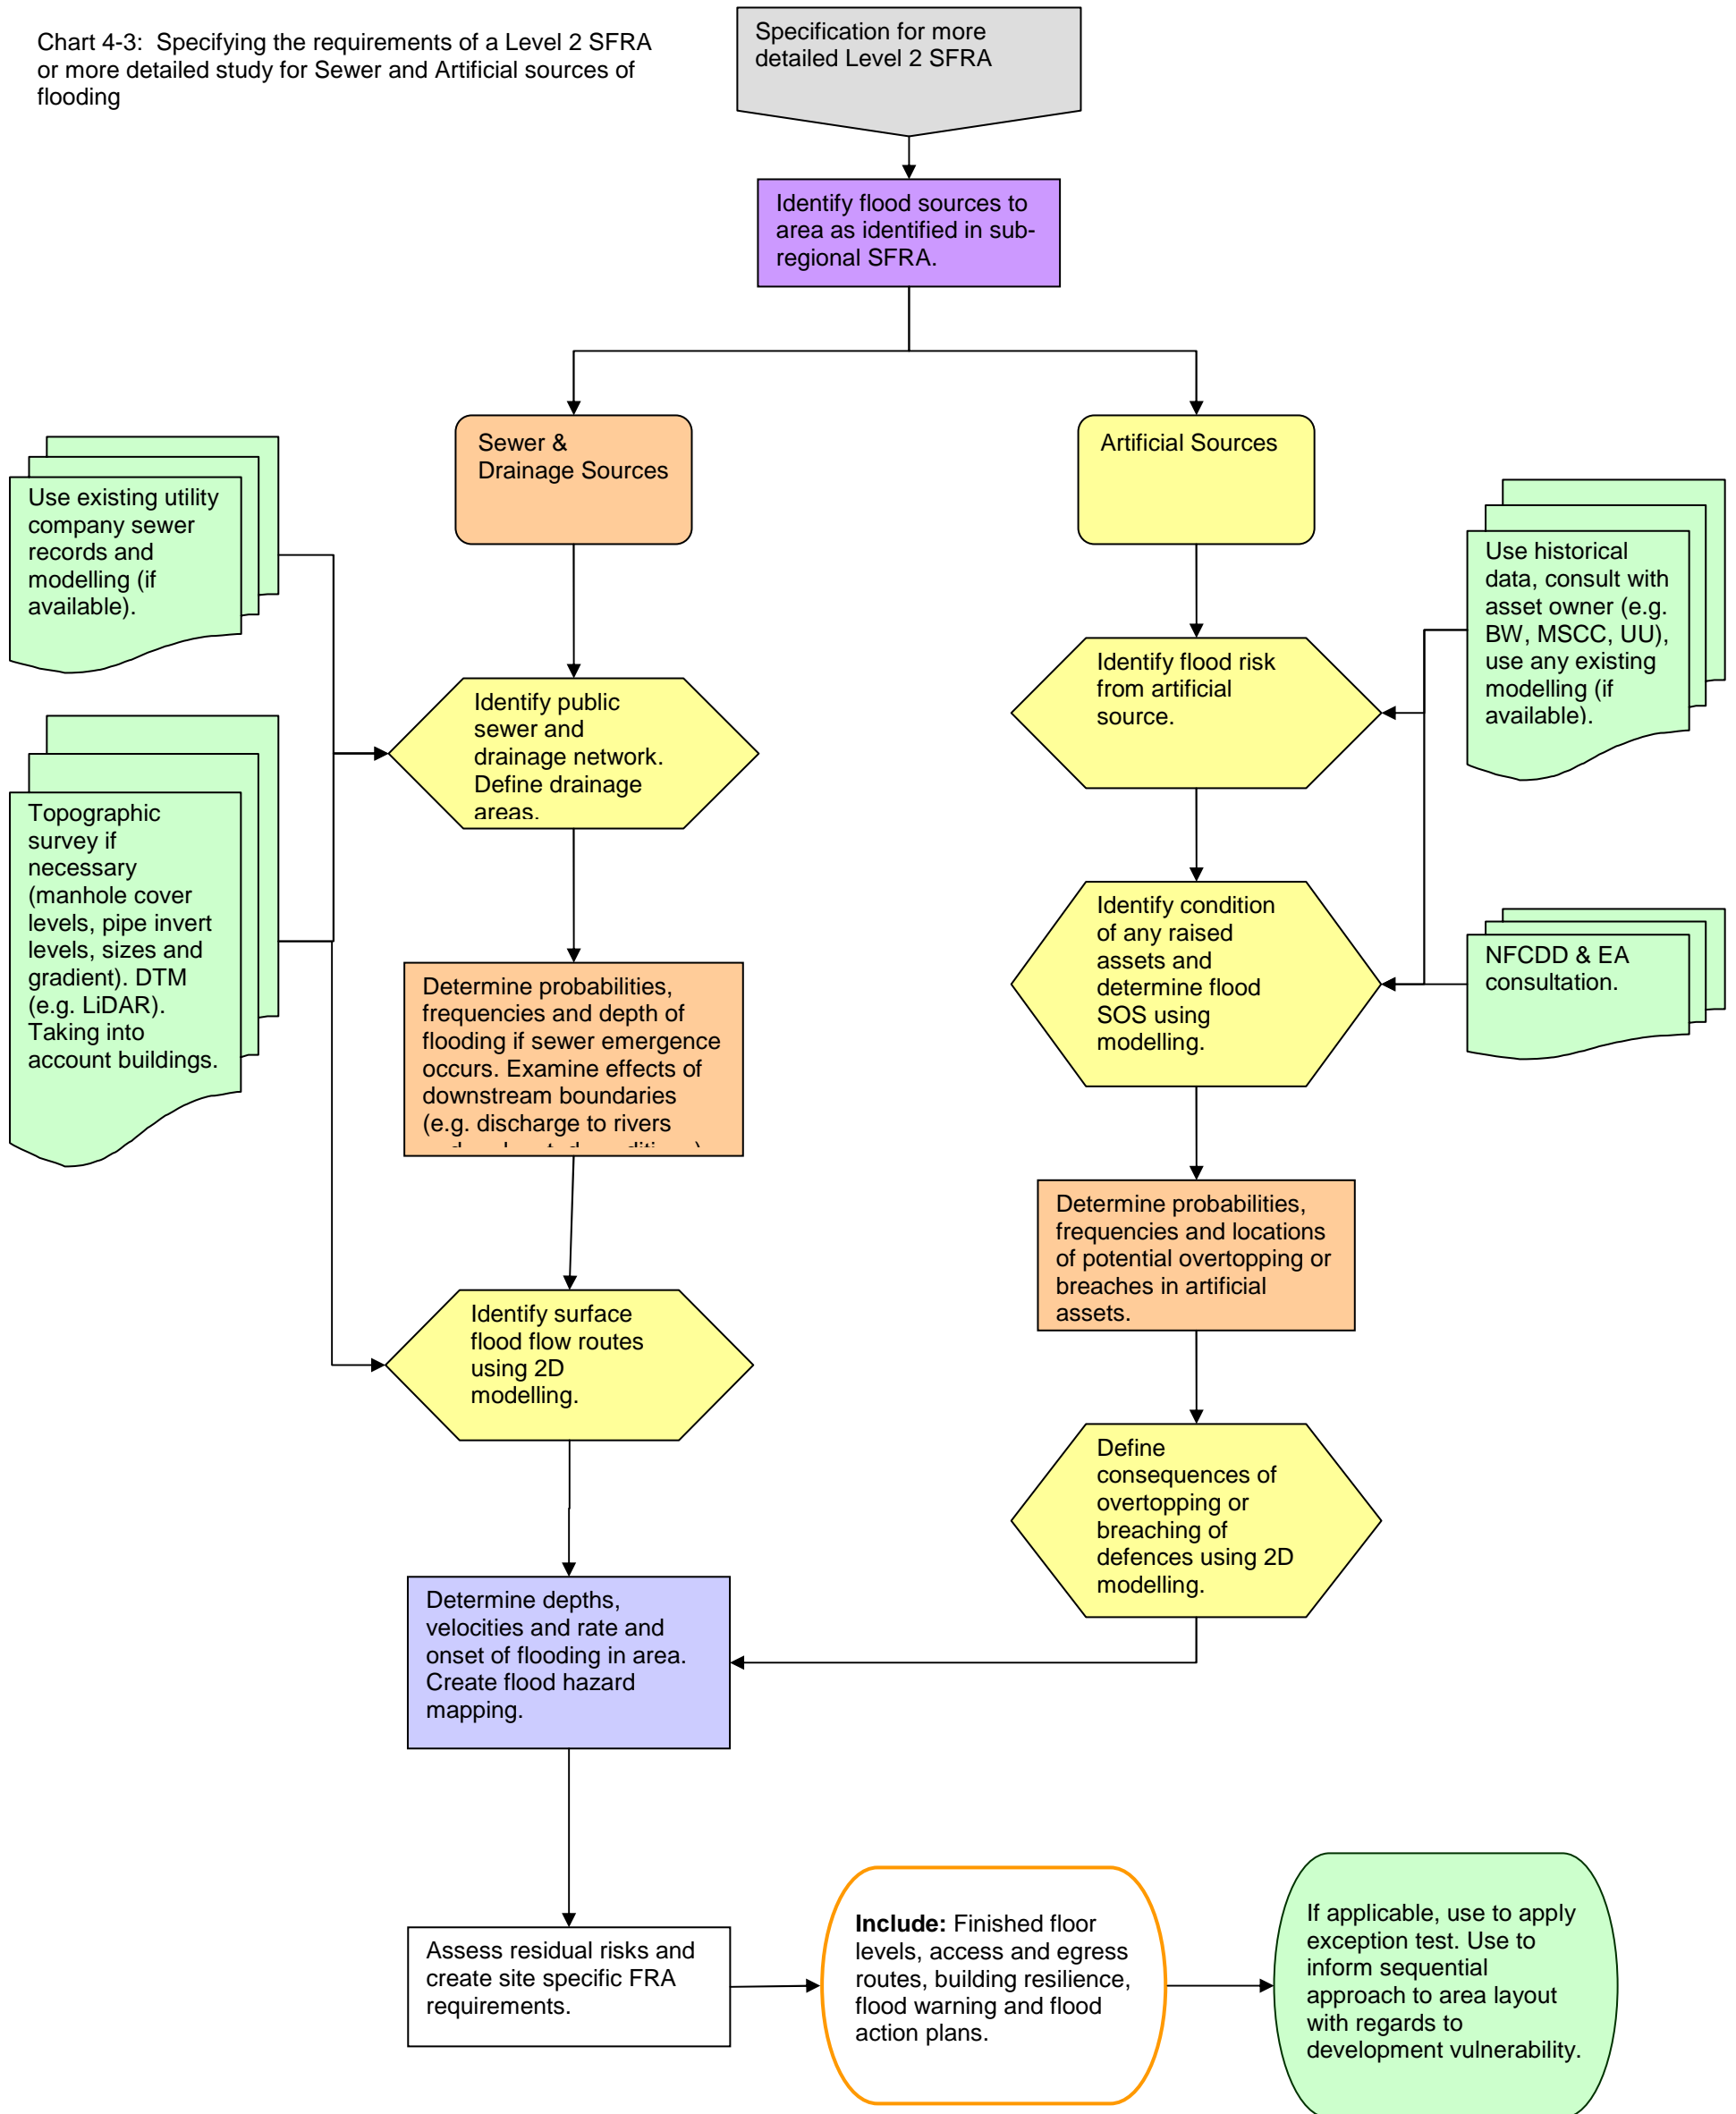 Chart 4-3: Specifying the requirements of a Level 2 SFRA
or more detailed study for Sewer and Artificial sources of
flooding
Specification for more
detailed Level 2 SFRA
Identify flood sources to
area as identified in sub-
regional SFRA.
Sewer &
Drainage Sources
Artificial Sources
Use existing utility
company sewer
records and
modelling (if
available).
Use historical
data, consult with
asset owner (e.g.
BW, MSCC, UU),
use any existing
modelling (if
available).
Identify flood risk
from artificial
source.
Identify public
sewer and
drainage network.
Define drainage
areas.
Topographic
survey if
necessary
(manhole cover
levels, pipe invert
levels, sizes and
gradient). DTM
(e.g. LiDAR).
Taking into
account buildings.
Identify condition
of any raised
assets and
determine flood
SOS using
modelling.
NFCDD & EA
consultation.
Determine probabilities,
frequencies and depth of
flooding if sewer emergence
occurs. Examine effects of
downstream boundaries
(e.g. discharge to rivers
Determine probabilities,
frequencies and locations
of potential overtopping or
breaches in artificial
assets.
Identify surface
flood flow routes
using 2D
modelling.
Define
consequences of
overtopping or
breaching of
defences using 2D
modelling.
Determine depths,
velocities and rate and
onset of flooding in area.
Create flood hazard
mapping.
Assess residual risks and
create site specific FRA
requirements.
Include: Finished floor
levels, access and egress
routes, building resilience,
flood warning and flood
action plans.
If applicable, use to apply
exception test. Use to
inform sequential
approach to area layout
with regards to
development vulnerability.